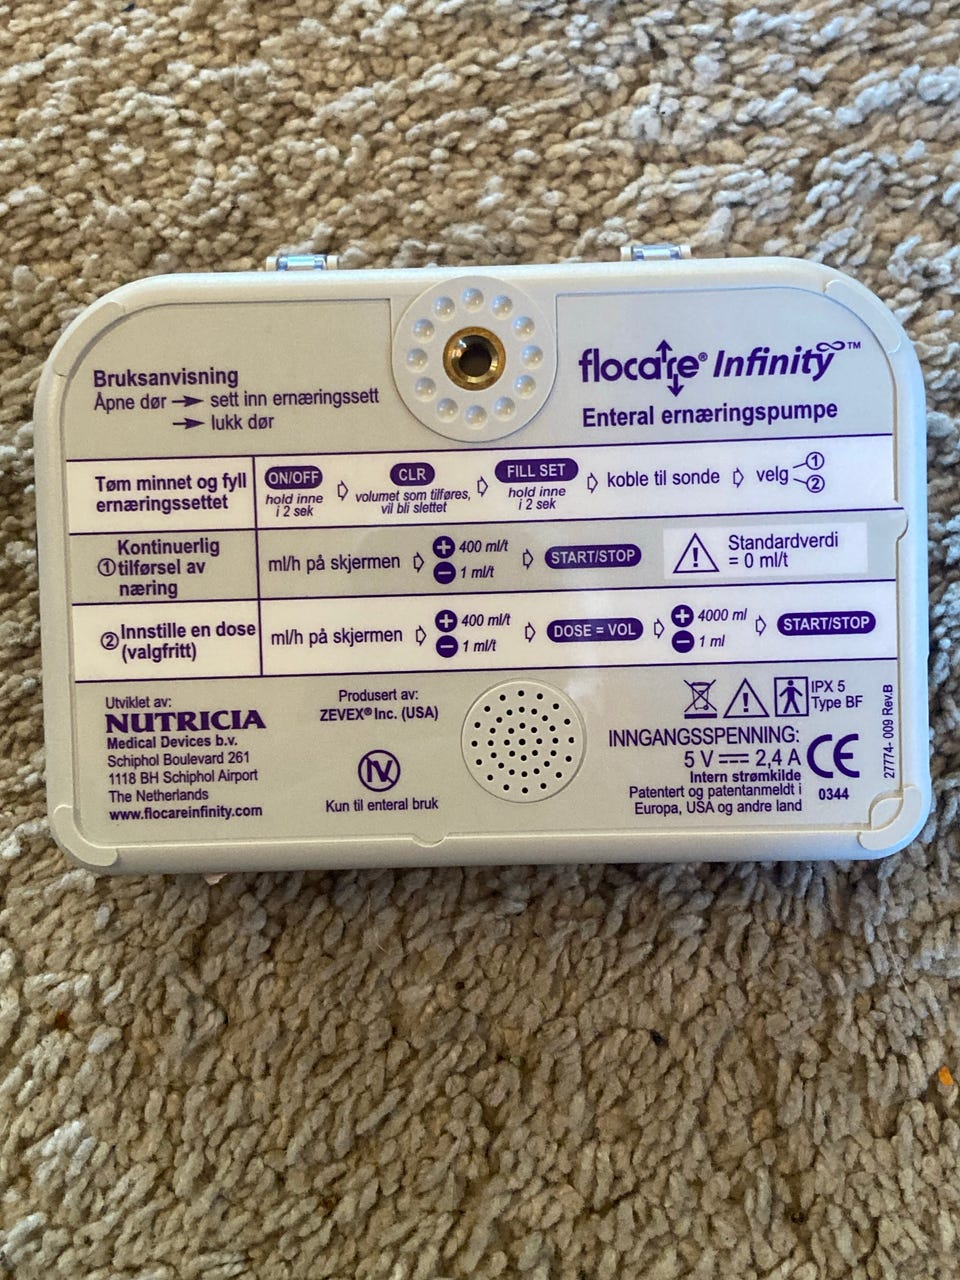 Bruksanvisning
Åpne dør → sett inn ernæringssett
→ lukk dør
flocare® Infinity™
Enteral ernæringspumpe
Tøm minnet og fyll
ernæringssettet
ON/OFF
hold inne
i 2 sek
CLR
volumet som tilføres,
vil bli slettet
FILL SET
hold inne
i 2 sek
koble til sonde
velg
①
②
① Kontinuerlig
tilførsel av
næring
ml/h på skjermen
+ 400 ml/t
− 1 ml/t
START/STOP
Standardverdi
= 0 ml/t
② Innstille en dose
(valgfritt)
ml/h på skjermen
+ 400 ml/t
− 1 ml/t
DOSE = VOL
+ 4000 ml
− 1 ml
START/STOP
Utviklet av:
NUTRICIA
Medical Devices b.v.
Schiphol Boulevard 261
1118 BH Schiphol Airport
The Netherlands
www.flocareinfinity.com
Produsert av:
ZEVEX® Inc. (USA)
IV
Kun til enteral bruk
IPX 5
Type BF
INNGANGSSPENNING:
5 V ⎓ 2,4 A
Intern strømkilde
Patentert og patentanmeldt i
Europa, USA og andre land
CE
0344
27774- 009 Rev.B